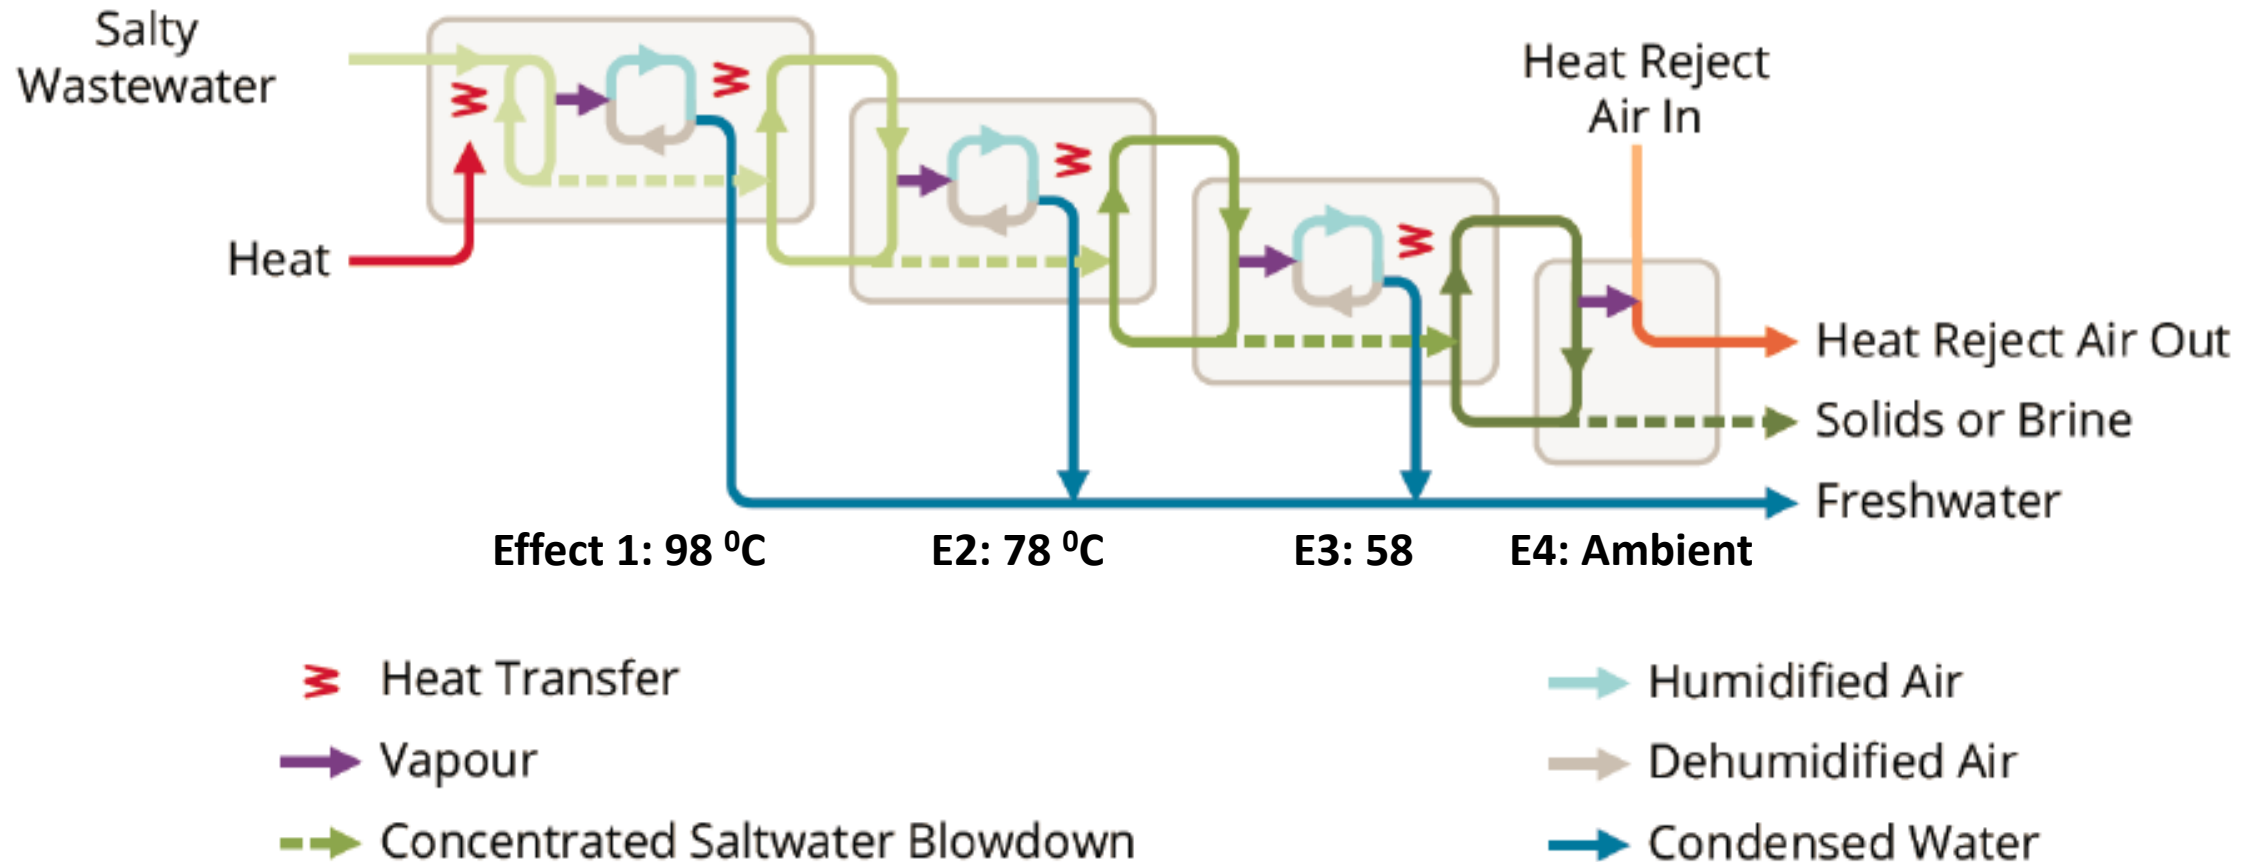 Salty
Wastewater
Heat Reject
Air In
Heat
Heat Reject Air Out
Solids or Brine
Freshwater
Effect 1: 98 ⁰C
E2: 78 ⁰C
E3: 58
E4: Ambient
Heat Transfer
Humidified Air
Vapour
Dehumidified Air
Concentrated Saltwater Blowdown
Condensed Water